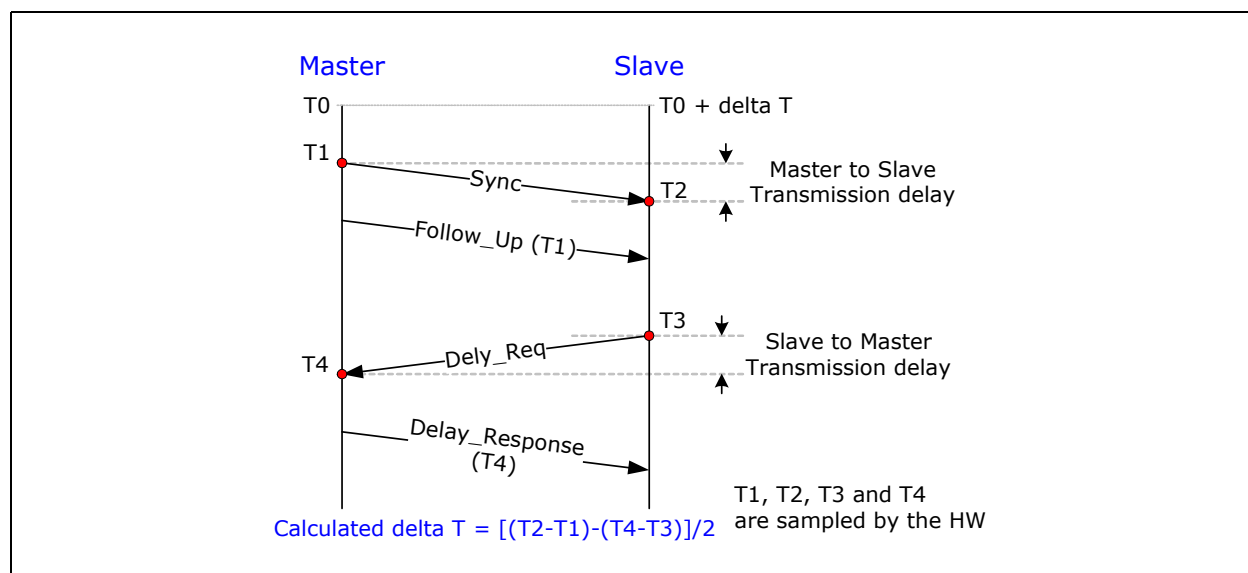 Master
Slave
T0
T0 + delta T
T1
Master to Slave
Transmission delay
Sync
T2
Follow_Up (T1)
T3
Slave to Master
Transmission delay
Dely_Req
T4
Delay_Response
(T4)
T1, T2, T3 and T4
are sampled by the HW
Calculated delta T = [(T2-T1)-(T4-T3)]/2